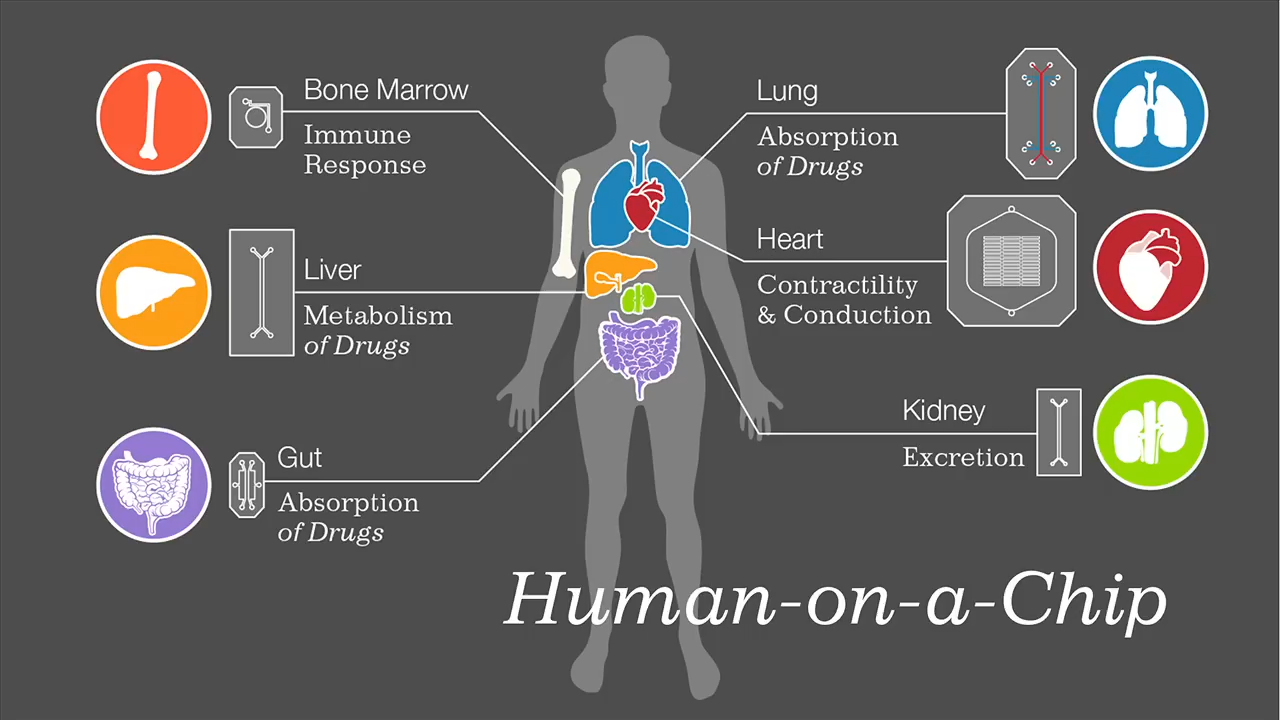 Bone Marrow
Immune
Response
Liver
Metabolism
of Drugs
Gut
Absorption
of Drugs
Lung
Absorption
of Drugs
Heart
Contractility
& Conduction
Kidney
Excretion
Human-on-a-Chip